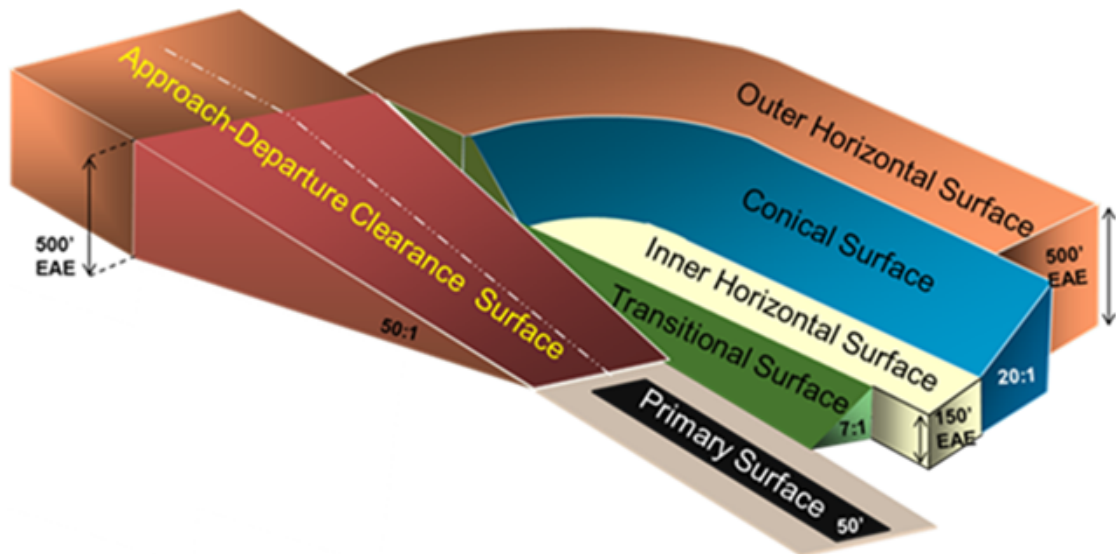 Approach-Departure Clearance Surface
Outer Horizontal Surface
Conical Surface
Inner Horizontal Surface
Transitional Surface
Primary Surface 50'
500'
EAE
50:1
500'
EAE
20:1
150'
EAE
7:1